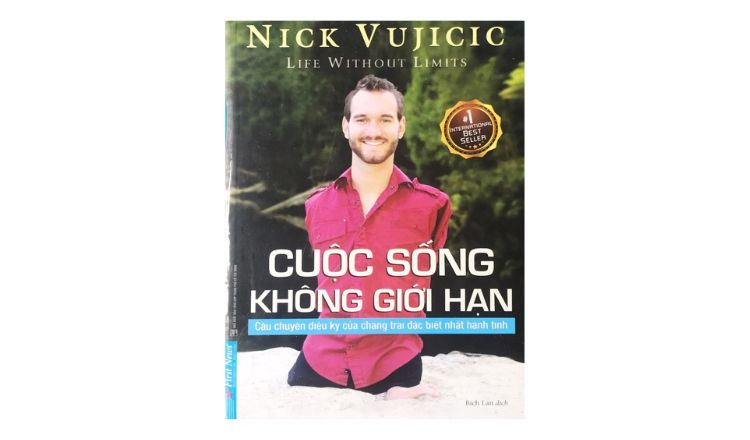 NICK VUJICIC
LIFE WITHOUT LIMITS
#1
INTERNATIONAL
BEST
SELLER
CUỘC SỐNG
KHÔNG GIỚI HẠN
Câu chuyện diệu kỳ của chàng trai đặc biệt nhất hành tinh
First News
Bích Lan dịch